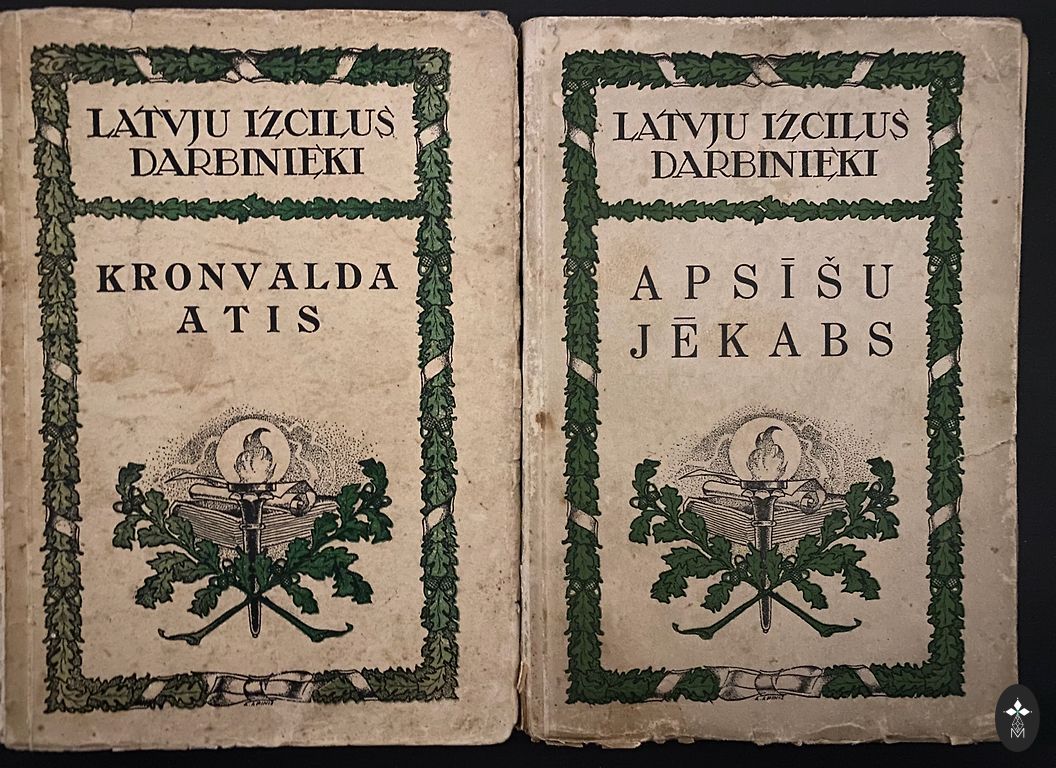 LATVJU IZCILUS
DARBINIEKI
KRONVALDA
ATIS
LATVJU IZCILUS
DARBINIEKI
APSĪŠU
JĒKABS
M